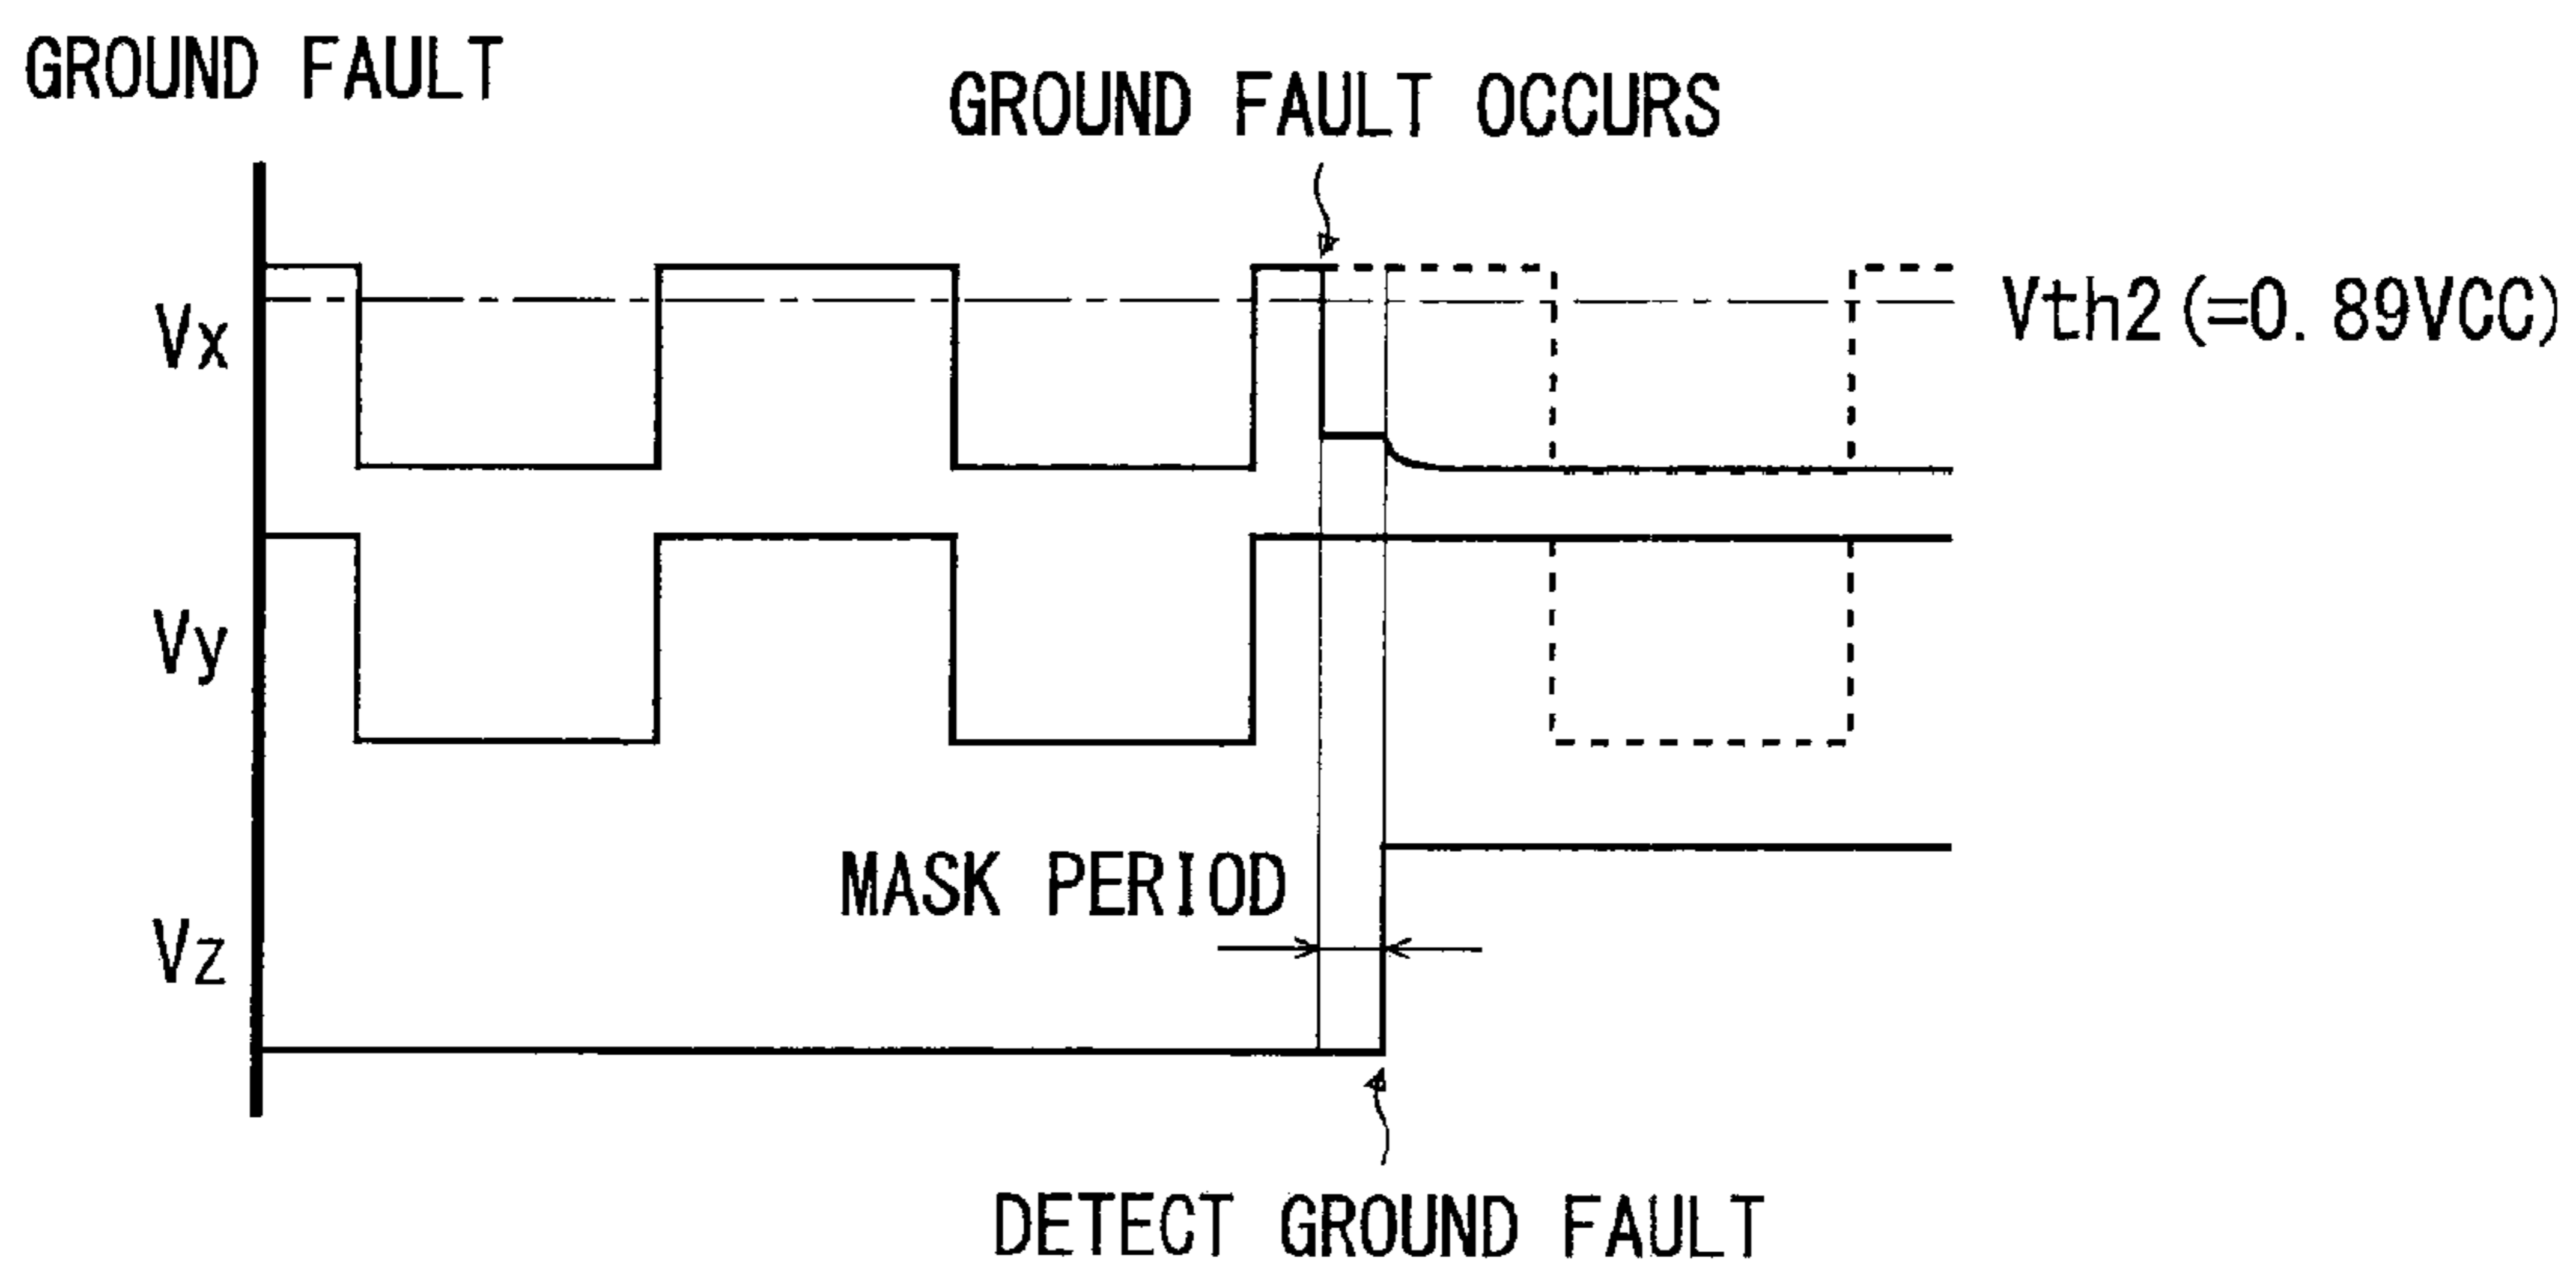 GROUND FAULT
GROUND FAULT OCCURS
Vx
Vth2(=0.89VCC)
Vy
MASK PERIOD
Vz
DETECT GROUND FAULT